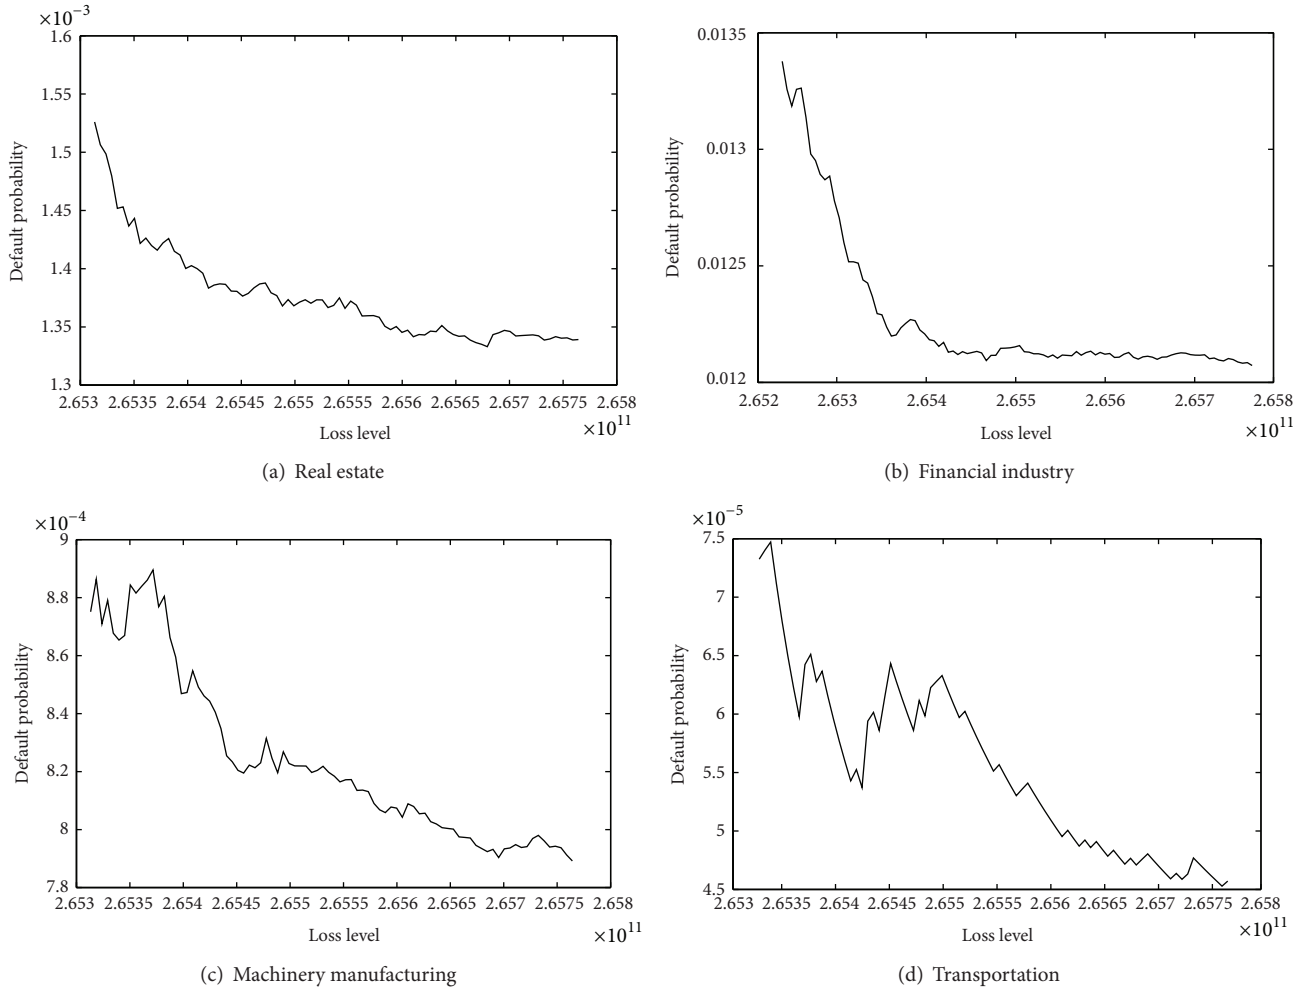 ×10⁻³
1.6
1.55
1.5
1.45
1.4
1.35
1.3
Default probability
2.653 2.6535 2.654 2.6545 2.655 2.6555 2.656 2.6565 2.657 2.6575 2.658
Loss level
×10¹¹
(a) Real estate
0.0135
0.013
0.0125
0.012
Default probability
2.652 2.653 2.654 2.655 2.656 2.657 2.658
Loss level
×10¹¹
(b) Financial industry
×10⁻⁴
9
8.8
8.6
8.4
8.2
8
7.8
Default probability
2.653 2.6535 2.654 2.6545 2.655 2.6555 2.656 2.6565 2.657 2.6575 2.658
Loss level
×10¹¹
(c) Machinery manufacturing
×10⁻⁵
7.5
7
6.5
6
5.5
5
4.5
Default probability
2.653 2.6535 2.654 2.6545 2.655 2.6555 2.656 2.6565 2.657 2.6575 2.658
Loss level
×10¹¹
(d) Transportation